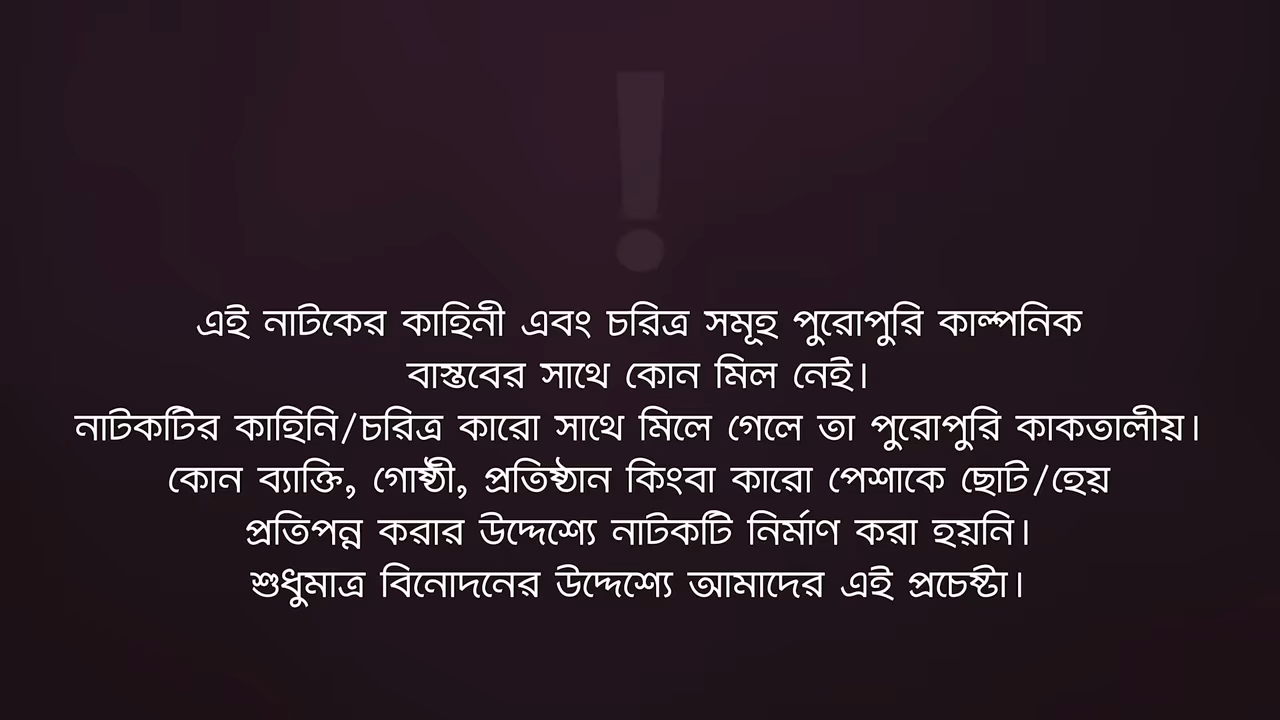 এই নাটকের কাহিনী এবং চরিত্র সমূহ পুরোপুরি কাল্পনিক
বাস্তবের সাথে কোন মিল নেই।
নাটকটির কাহিনি/চরিত্র কারো সাথে মিলে গেলে তা পুরোপুরি কাকতালীয়।
কোন ব্যাক্তি, গোষ্ঠী, প্রতিষ্ঠান কিংবা কারো পেশাকে ছোট/হেয়
প্রতিপন্ন করার উদ্দেশ্যে নাটকটি নির্মাণ করা হয়নি।
শুধুমাত্র বিনোদনের উদ্দেশ্যে আমাদের এই প্রচেষ্টা।